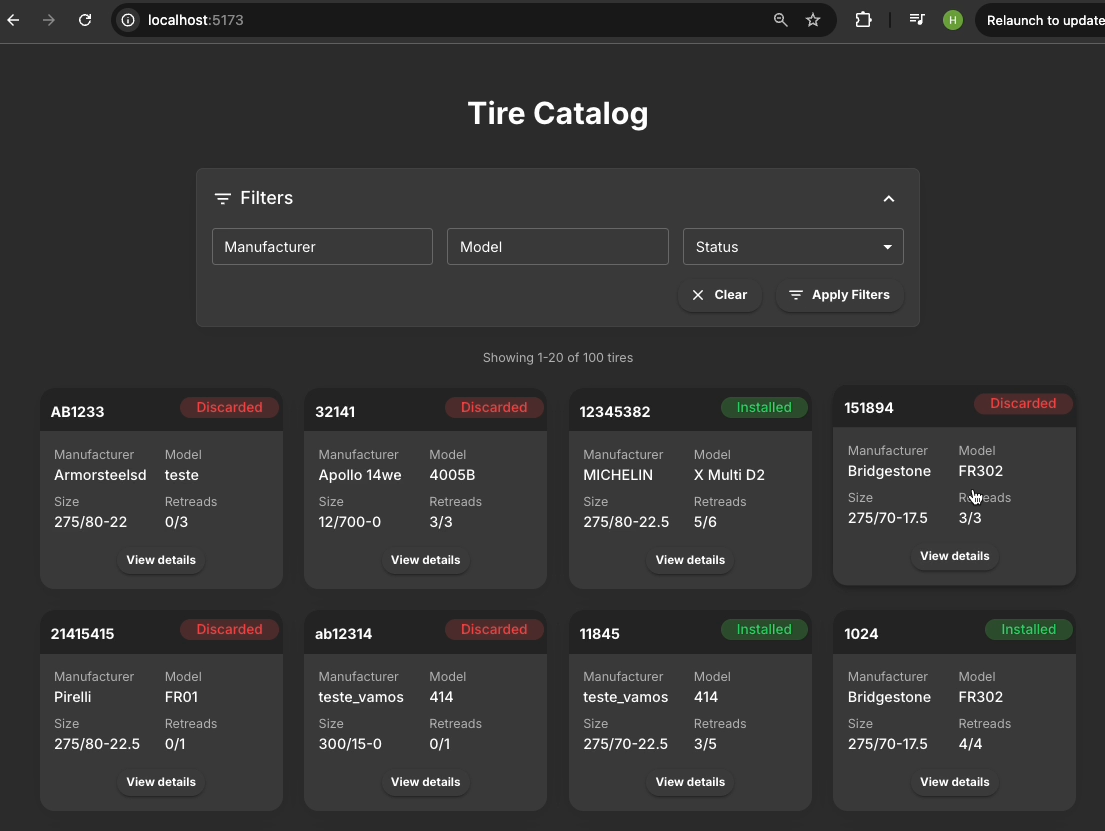 localhost:5173
H
Relaunch to update
Tire Catalog
Filters
Manufacturer
Model
Status
Clear
Apply Filters
Showing 1-20 of 100 tires
AB1233 Discarded
Manufacturer Model
Armorsteelsd teste
Size Retreads
275/80-22 0/3
View details
32141 Discarded
Manufacturer Model
Apollo 14we 4005B
Size Retreads
12/700-0 3/3
View details
12345382 Installed
Manufacturer Model
MICHELIN X Multi D2
Size Retreads
275/80-22.5 5/6
View details
151894 Discarded
Manufacturer Model
Bridgestone FR302
Size Retreads
275/70-17.5 3/3
View details
21415415 Discarded
Manufacturer Model
Pirelli FR01
Size Retreads
275/80-22.5 0/1
View details
ab12314 Discarded
Manufacturer Model
teste_vamos 414
Size Retreads
300/15-0 0/1
View details
11845 Installed
Manufacturer Model
teste_vamos 414
Size Retreads
275/70-22.5 3/5
View details
1024 Installed
Manufacturer Model
Bridgestone FR302
Size Retreads
275/70-17.5 4/4
View details